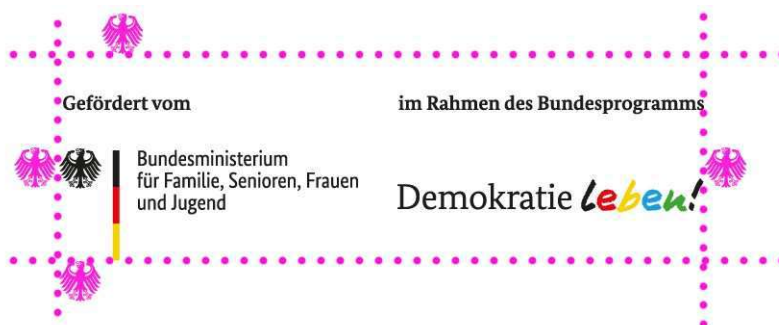 Gefördert vom
im Rahmen des Bundesprogramms
Bundesministerium
für Familie, Senioren, Frauen
und Jugend
Demokratie leben!